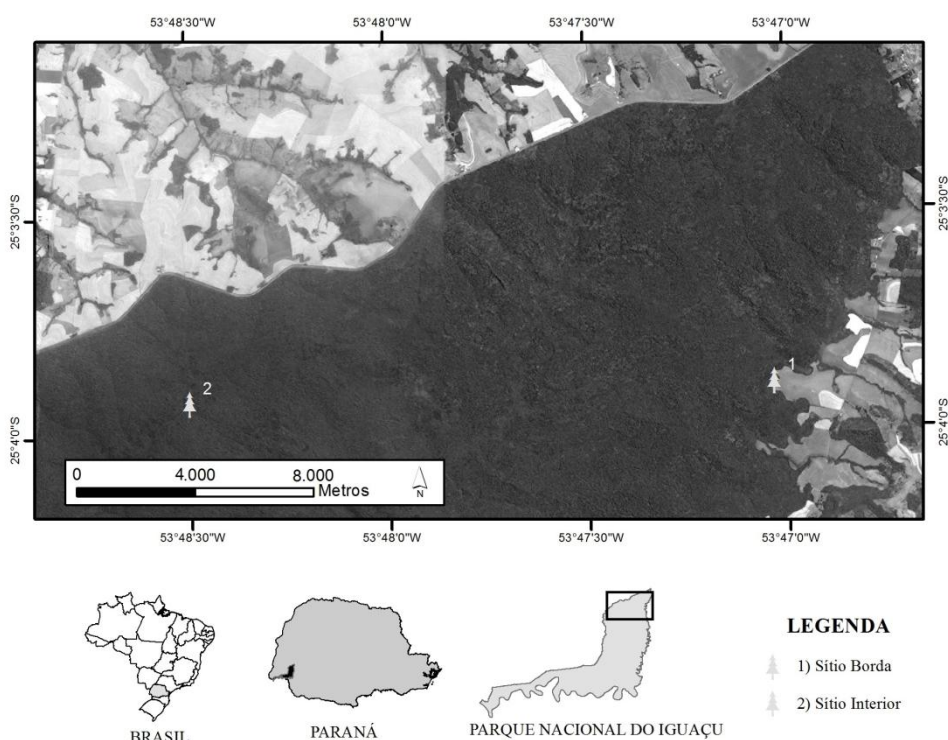 53°48'30"W 53°48'0"W 53°47'30"W 53°47'0"W
25°3'30"S 25°3'30"S
1
2
25°4'0"S 25°4'0"S
0 4.000 8.000
Metros
N
53°48'30"W 53°48'0"W 53°47'30"W 53°47'0"W
LEGENDA
1) Sítio Borda
2) Sítio Interior
BRASIL PARANÁ PARQUE NACIONAL DO IGUAÇU